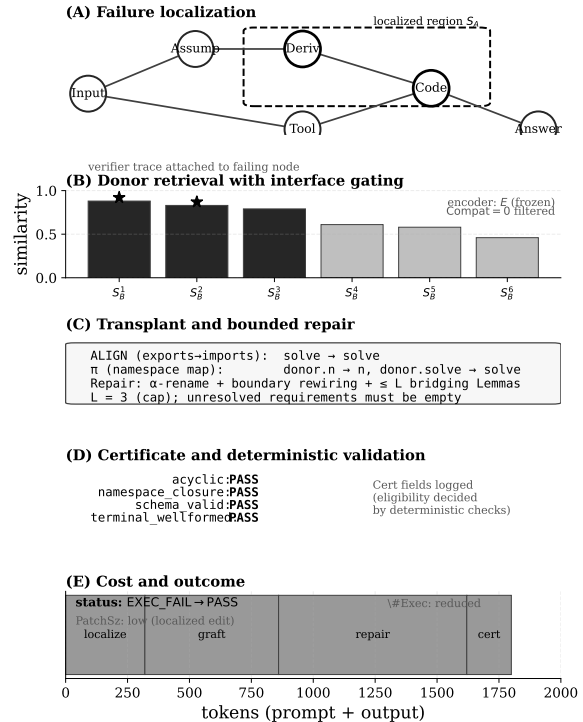 (A) Failure localization
localized region S_A
Assump
Deriv
Input
Code
Tool
Answer
verifier trace attached to failing node
(B) Donor retrieval with interface gating
similarity
1.0
0.5
0.0
encoder: E (frozen)
Compat = 0 filtered
S_B^1 S_B^2 S_B^3 S_B^4 S_B^5 S_B^6
(C) Transplant and bounded repair
ALIGN (exports→imports): solve → solve
π (namespace map): donor.n → n, donor.solve → solve
Repair: α-rename + boundary rewiring + ≤ L bridging Lemmas
L = 3 (cap); unresolved requirements must be empty
(D) Certificate and deterministic validation
acyclic: PASS
namespace_closure: PASS
schema_valid: PASS
terminal_wellformed: PASS
Cert fields logged
(eligibility decided
by deterministic checks)
(E) Cost and outcome
status: EXEC_FAIL → PASS
\#Exec: reduced
PatchSz: low (localized edit)
localize graft repair cert
0 250 500 750 1000 1250 1500 1750 2000
tokens (prompt + output)